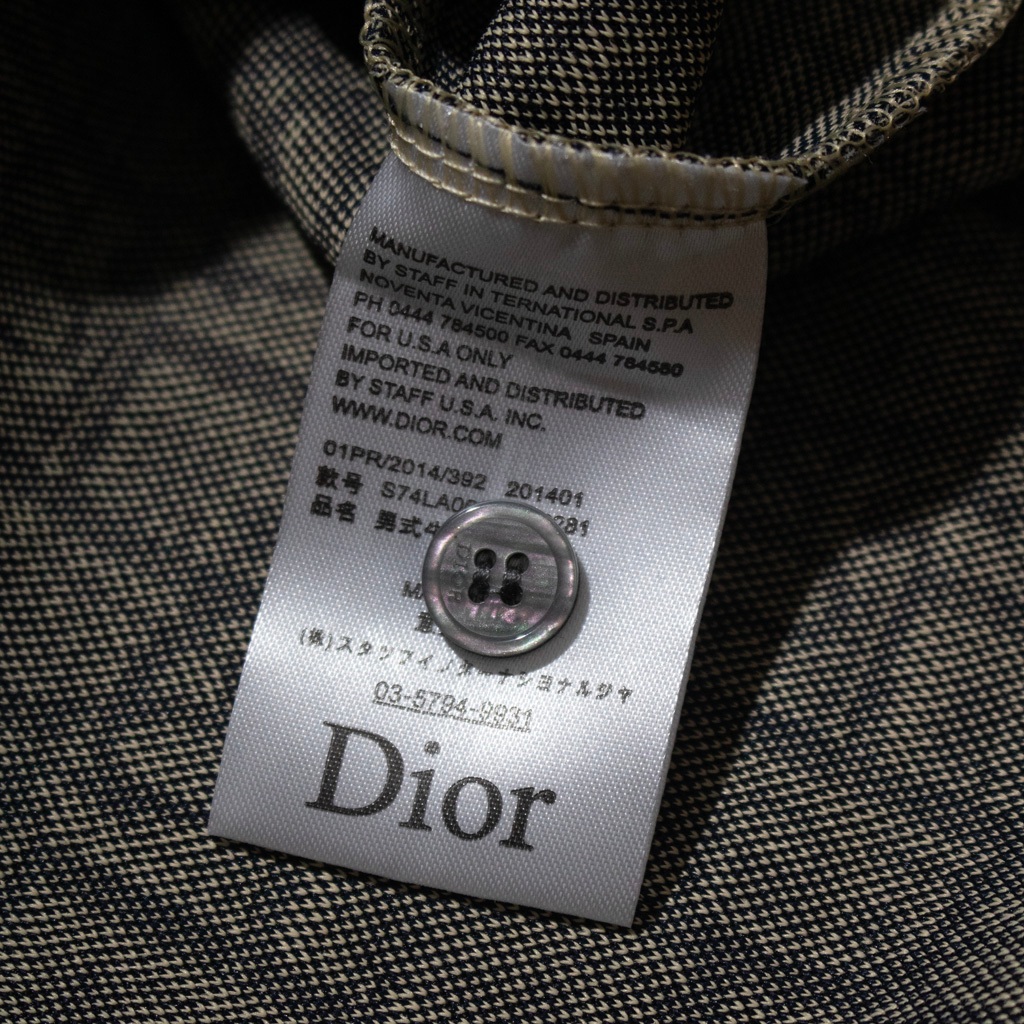 MANUFACTURED AND DISTRIBUTED
BY STAFF IN TERNATIONAL S.P.A
NOVENTA VICENTINA SPAIN
PH 0444 784500 FAX 0444 784580
FOR U.S.A ONLY
IMPORTED AND DISTRIBUTED
BY STAFF U.S.A. INC.
WWW.DIOR.COM
01PR/2014/392 201401
款号
品名 男式
03-5794-9931
Dior